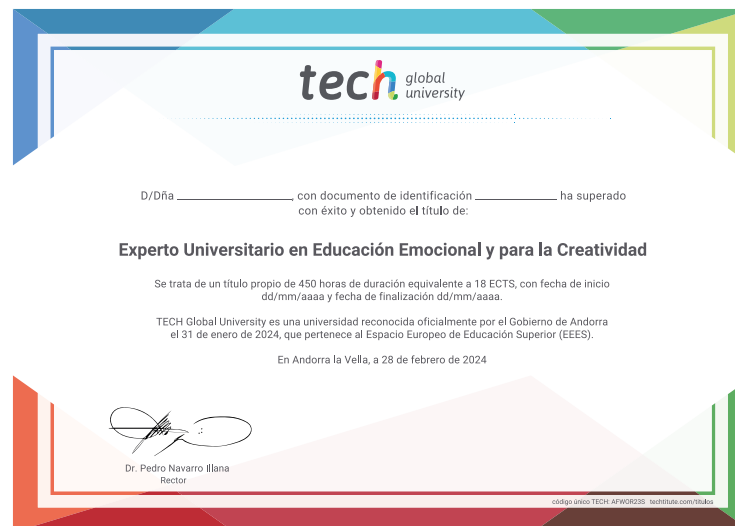 tech global university
D/Dña ____________________, con documento de identificación ______________ ha superado
con éxito y obtenido el título de:
Experto Universitario en Educación Emocional y para la Creatividad
Se trata de un título propio de 450 horas de duración equivalente a 18 ECTS, con fecha de inicio
dd/mm/aaaa y fecha de finalización dd/mm/aaaa.
TECH Global University es una universidad reconocida oficialmente por el Gobierno de Andorra
el 31 de enero de 2024, que pertenece al Espacio Europeo de Educación Superior (EEES).
En Andorra la Vella, a 28 de febrero de 2024
Dr. Pedro Navarro Illana
Rector
código único TECH: AFWOR23S techtitute.com/titulos